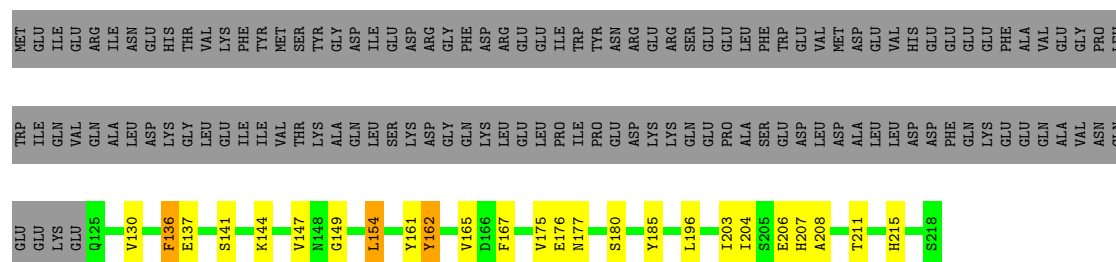 MET GLU ILE GLU ARG ILE ASN GLU HIS THR VAL LYS PHE TYR MET SER TYR GLY ASP ILE GLU ASP ARG GLY PHE ASP ARG GLU GLU ILE TRP TYR ASN ARG GLU ARG SER GLU GLU LEU PHE TRP GLU VAL MET ASP GLU VAL HIS GLU GLU GLU GLU PHE ALA VAL GLU GLY PRO LEU
TRP ILE GLN VAL GLN ALA LEU ASP LYS GLY LEU GLU ILE ILE VAL THR LYS ALA GLN LEU SER LYS ASP GLY GLN LYS LEU GLU LEU PRO ILE PRO GLU ASP LYS LYS GLN GLU PRO ALA SER GLU ASP LEU ASP ALA LEU LEU ASP ASP PHE GLN LYS GLU GLU GLN ALA VAL ASN GLN
GLU GLU LYS GLU Q125 V130 F136 E137 S141 K144 V147 N148 G149 L154 Y161 Y162 V165 D166 F167 V175 E176 N177 S180 Y185 L196 I203 I204 S205 E206 H207 A208 T211 H215 S218